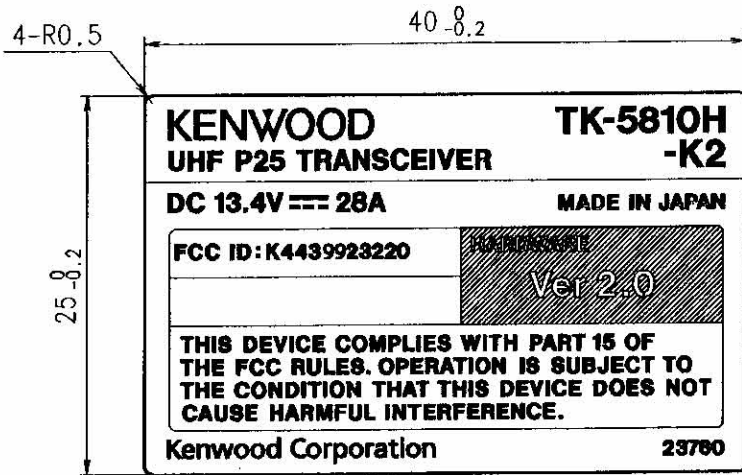 40 0 -0.2
4-R0.5
KENWOOD TK-5810H
UHF P25 TRANSCEIVER -K2
DC 13.4V 28A MADE IN JAPAN
FCC ID:K4439923220 HARDWARE
Ver 2.0
25 0 -0.2
THIS DEVICE COMPLIES WITH PART 15 OF
THE FCC RULES. OPERATION IS SUBJECT TO
THE CONDITION THAT THIS DEVICE DOES NOT
CAUSE HARMFUL INTERFERENCE.
Kenwood Corporation 23760